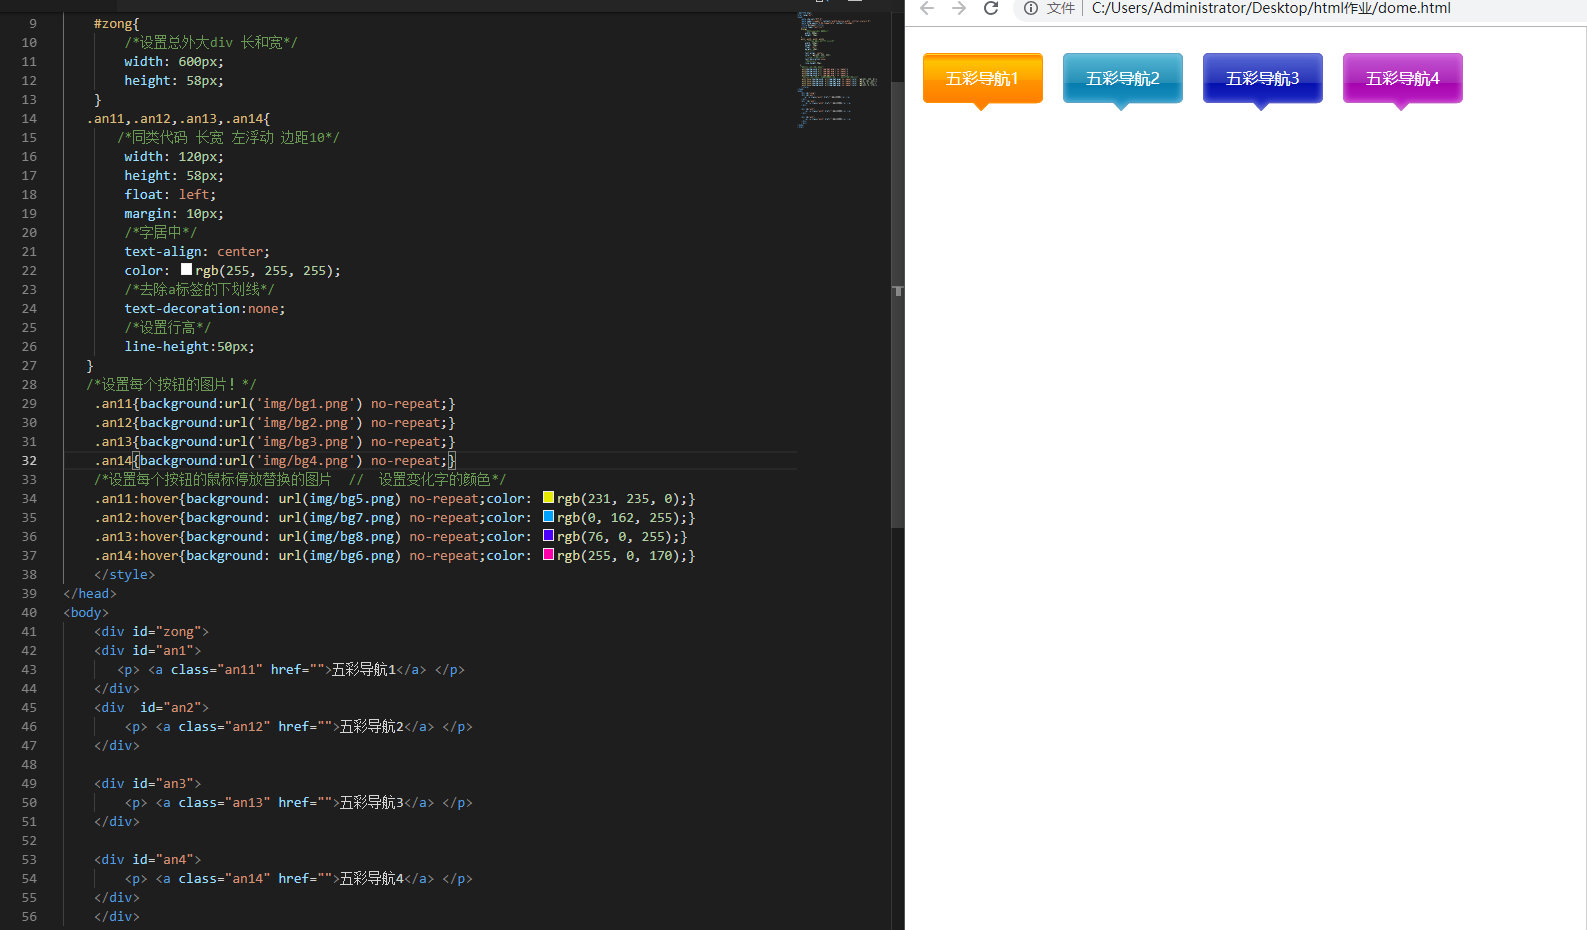 9 #zong{
10 /*设置总外大div 长和宽*/
11 width: 600px;
12 height: 58px;
13 }
14 .an11,.an12,.an13,.an14{
15 /*同类代码 长宽 左浮动 边距10*/
16 width: 120px;
17 height: 58px;
18 float: left;
19 margin: 10px;
20 /*字居中*/
21 text-align: center;
22 color: rgb(255, 255, 255);
23 /*去除a标签的下划线*/
24 text-decoration:none;
25 /*设置行高*/
26 line-height:50px;
27 }
28 /*设置每个按钮的图片！*/
29 .an11{background:url('img/bg1.png') no-repeat;}
30 .an12{background:url('img/bg2.png') no-repeat;}
31 .an13{background:url('img/bg3.png') no-repeat;}
32 .an14{background:url('img/bg4.png') no-repeat;}
33 /*设置每个按钮的鼠标停放替换的图片 // 设置变化字的颜色*/
34 .an11:hover{background: url(img/bg5.png) no-repeat;color: rgb(231, 235, 0);}
35 .an12:hover{background: url(img/bg7.png) no-repeat;color: rgb(0, 162, 255);}
36 .an13:hover{background: url(img/bg8.png) no-repeat;color: rgb(76, 0, 255);}
37 .an14:hover{background: url(img/bg6.png) no-repeat;color: rgb(255, 0, 170);}
38 </style>
39 </head>
40 <body>
41 <div id="zong">
42 <div id="an1">
43 <p> <a class="an11" href="">五彩导航1</a> </p>
44 </div>
45 <div  id="an2">
46 <p> <a class="an12" href="">五彩导航2</a> </p>
47 </div>
48
49 <div id="an3">
50 <p> <a class="an13" href="">五彩导航3</a> </p>
51 </div>
52
53 <div id="an4">
54 <p> <a class="an14" href="">五彩导航4</a> </p>
55 </div>
56 </div>
文件 | C:/Users/Administrator/Desktop/html作业/dome.html
五彩导航1 五彩导航2 五彩导航3 五彩导航4